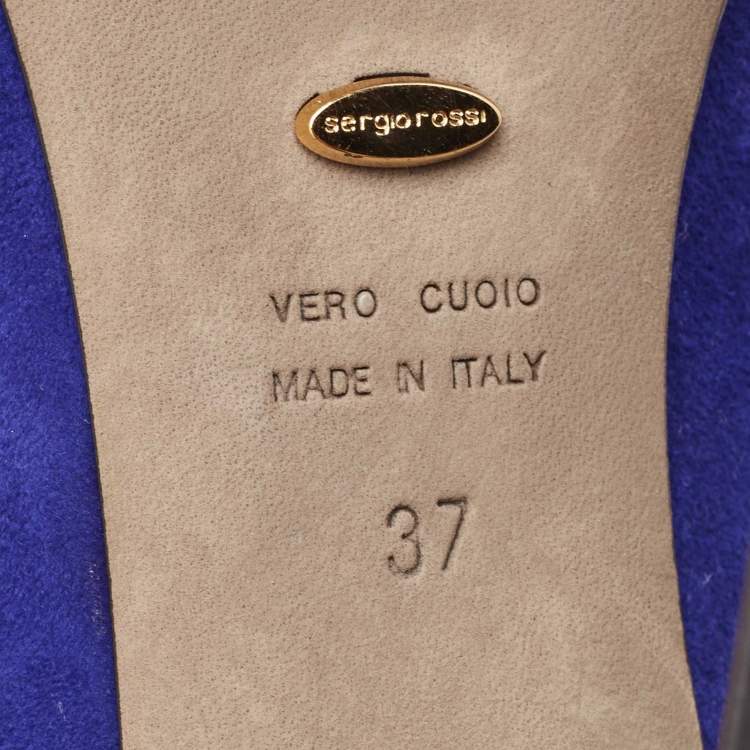 sergiorossi
VERO CUOIO
MADE IN ITALY
37